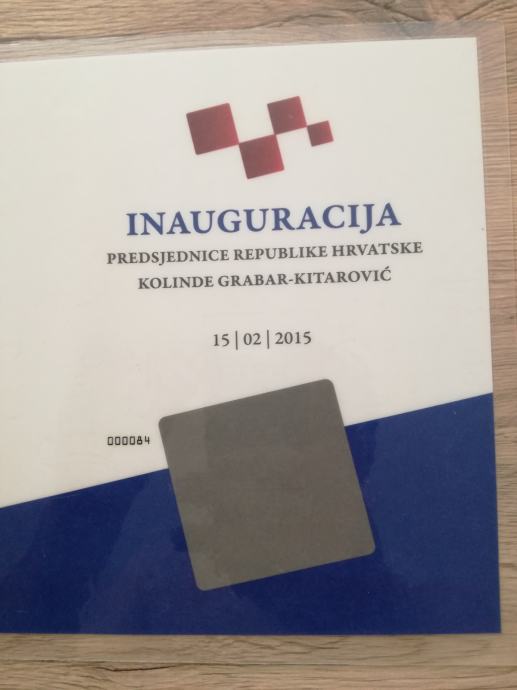 INAUGURACIJA
PREDSJEDNICE REPUBLIKE HRVATSKE
KOLINDE GRABAR-KITAROVIĆ
15 | 02 | 2015
000084